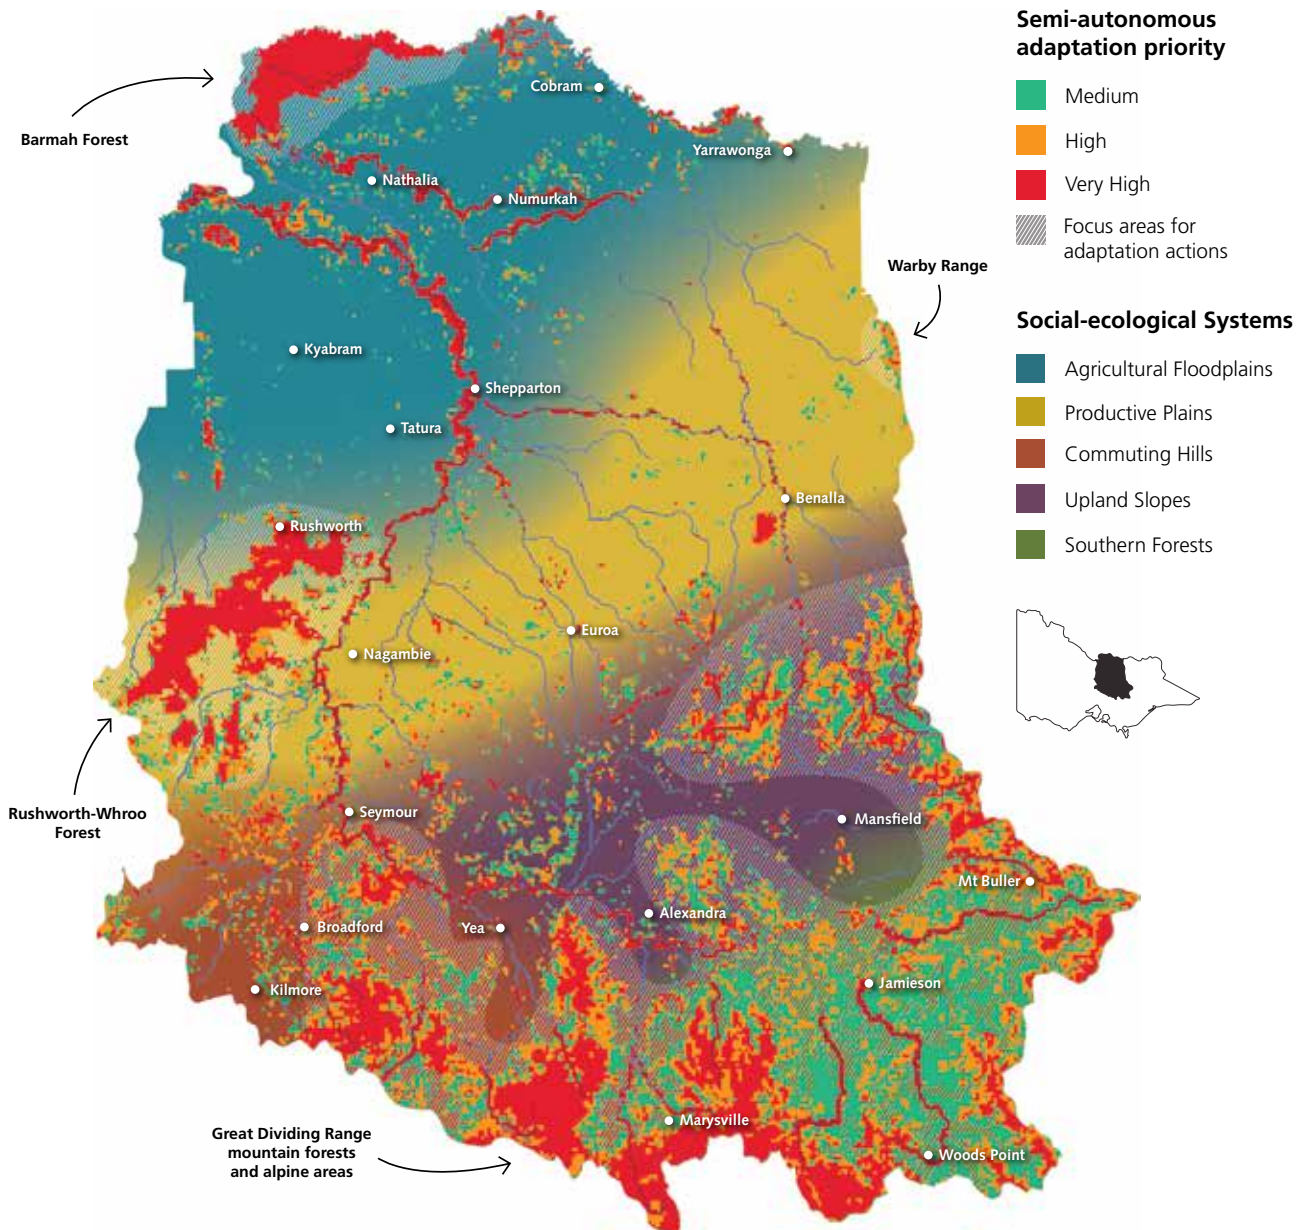 Semi-autonomous
adaptation priority
Medium
High
Very High
Focus areas for
adaptation actions
Social-ecological Systems
Agricultural Floodplains
Productive Plains
Commuting Hills
Upland Slopes
Southern Forests
Barmah Forest
Cobram
Yarrawonga
Nathalia
Numurkah
Warby Range
Kyabram
Shepparton
Tatura
Benalla
Rushworth
Euroa
Nagambie
Rushworth-Whroo
Forest
Seymour
Mansfield
Mt Buller
Alexandra
Broadford
Yea
Jamieson
Kilmore
Marysville
Great Dividing Range
mountain forests
and alpine areas
Woods Point